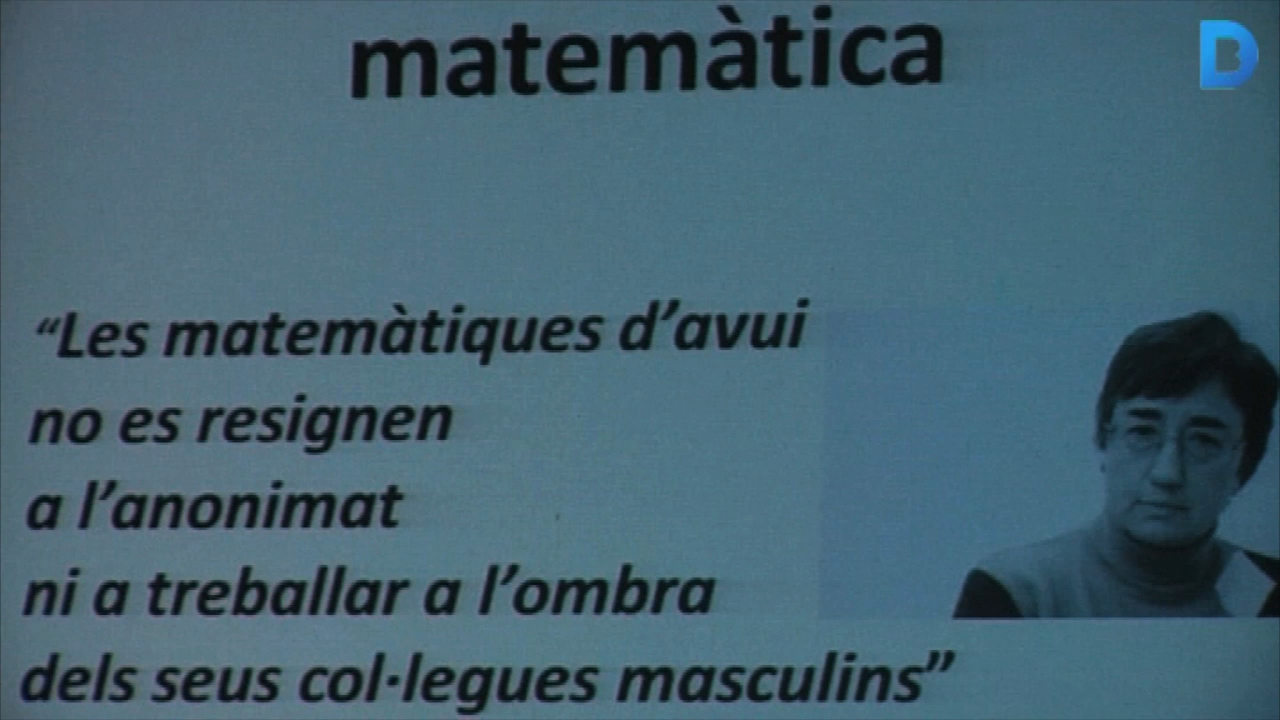 matemàtica
“Les matemàtiques d’avui
no es resignen
a l’anonimat
ni a treballar a l’ombra
dels seus col·legues masculins”